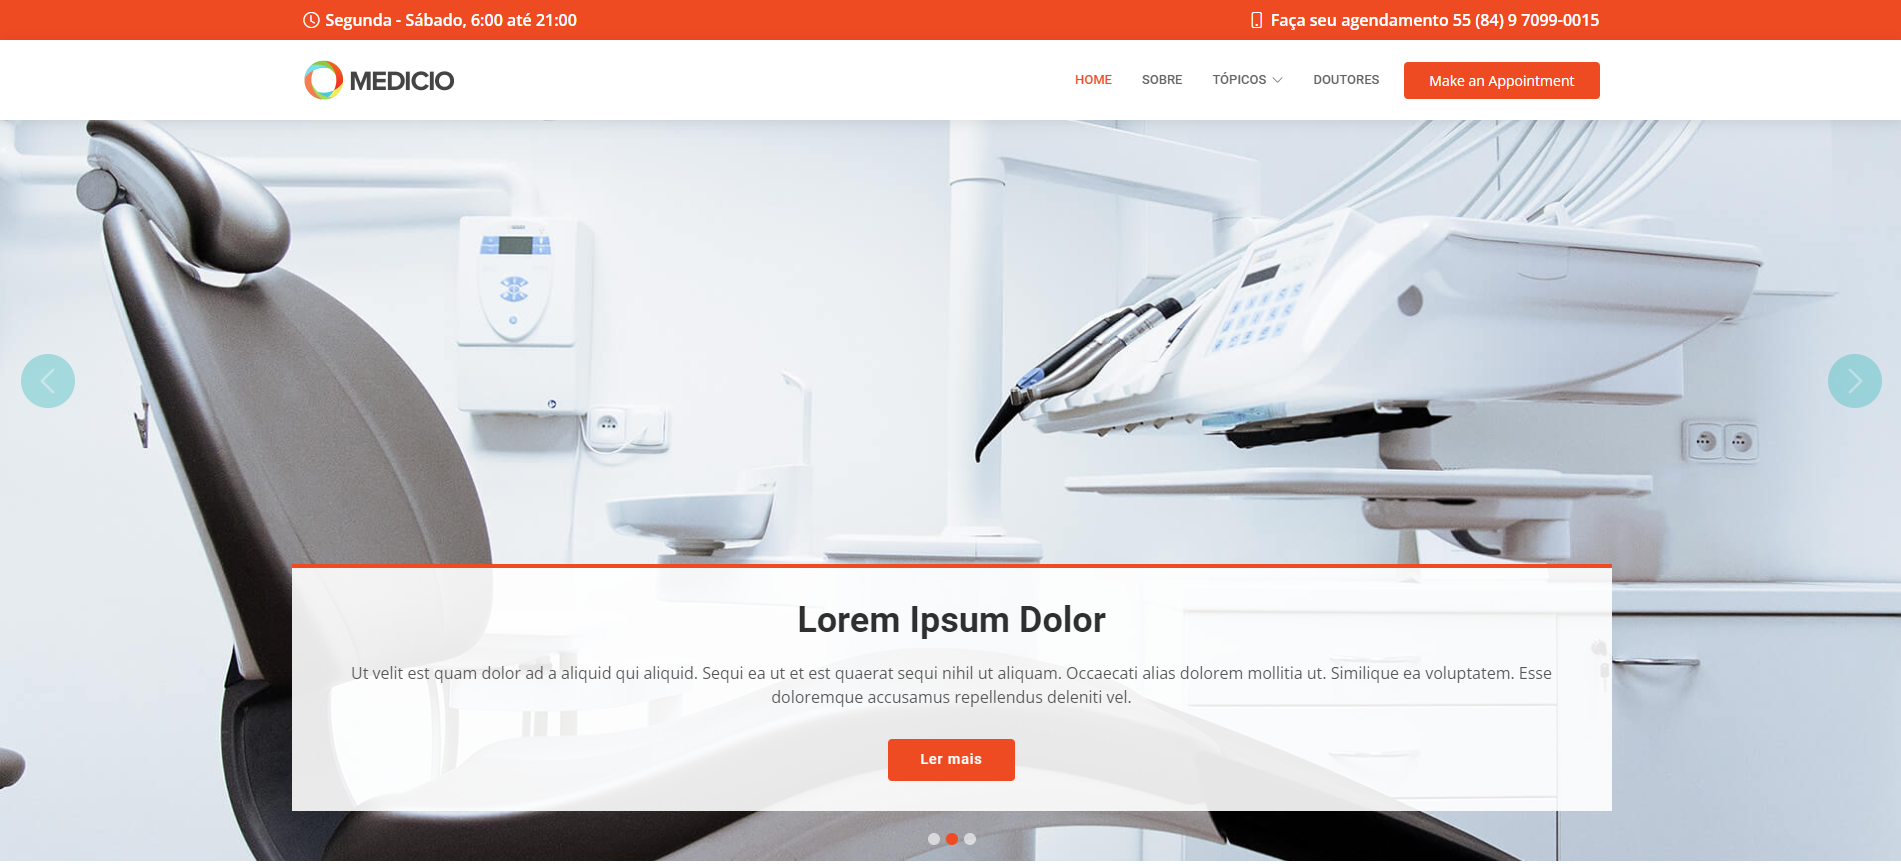 Segunda - Sábado, 6:00 até 21:00
Faça seu agendamento 55 (84) 9 7099-0015
MEDICIO
HOME
SOBRE
TÓPICOS
DOUTORES
Make an Appointment
Lorem Ipsum Dolor
Ut velit est quam dolor ad a aliquid qui aliquid. Sequi ea ut et est quaerat sequi nihil ut aliquam. Occaecati alias dolorem mollitia ut. Similique ea voluptatem. Esse
doloremque accusamus repellendus deleniti vel.
Ler mais